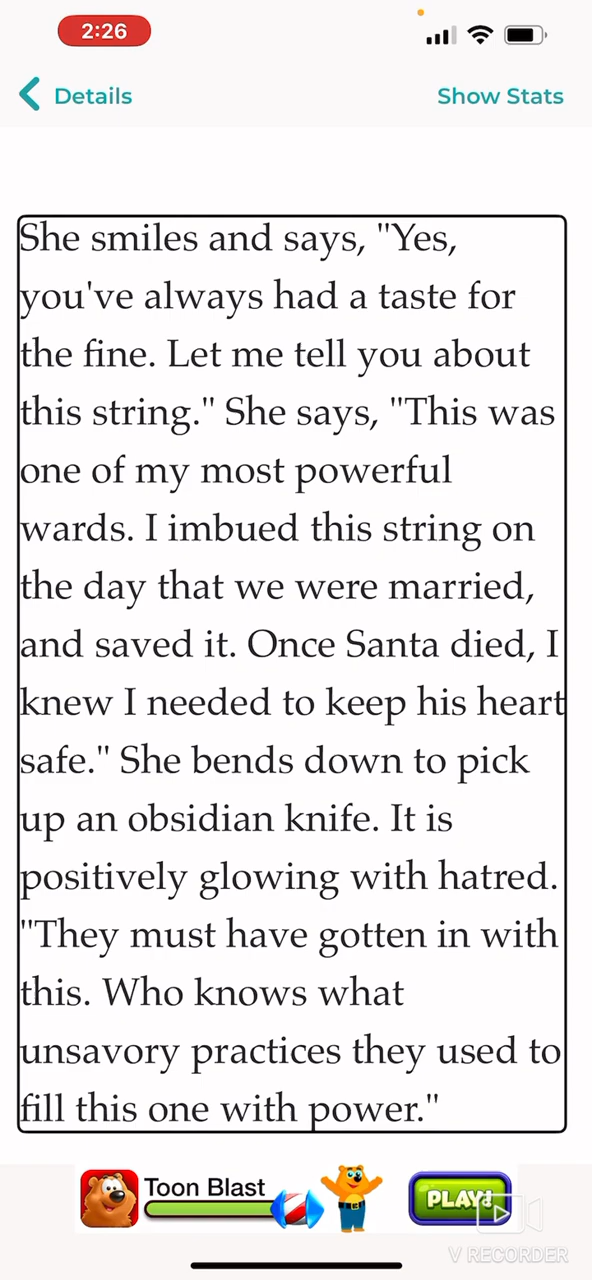 2:26
Details
Show Stats
She smiles and says, "Yes,
you've always had a taste for
the fine. Let me tell you about
this string." She says, "This was
one of my most powerful
wards. I imbued this string on
the day that we were married,
and saved it. Once Santa died, I
knew I needed to keep his heart
safe." She bends down to pick
up an obsidian knife. It is
positively glowing with hatred.
"They must have gotten in with
this. Who knows what
unsavory practices they used to
fill this one with power."
Toon Blast
PLAY!
V RECORDER